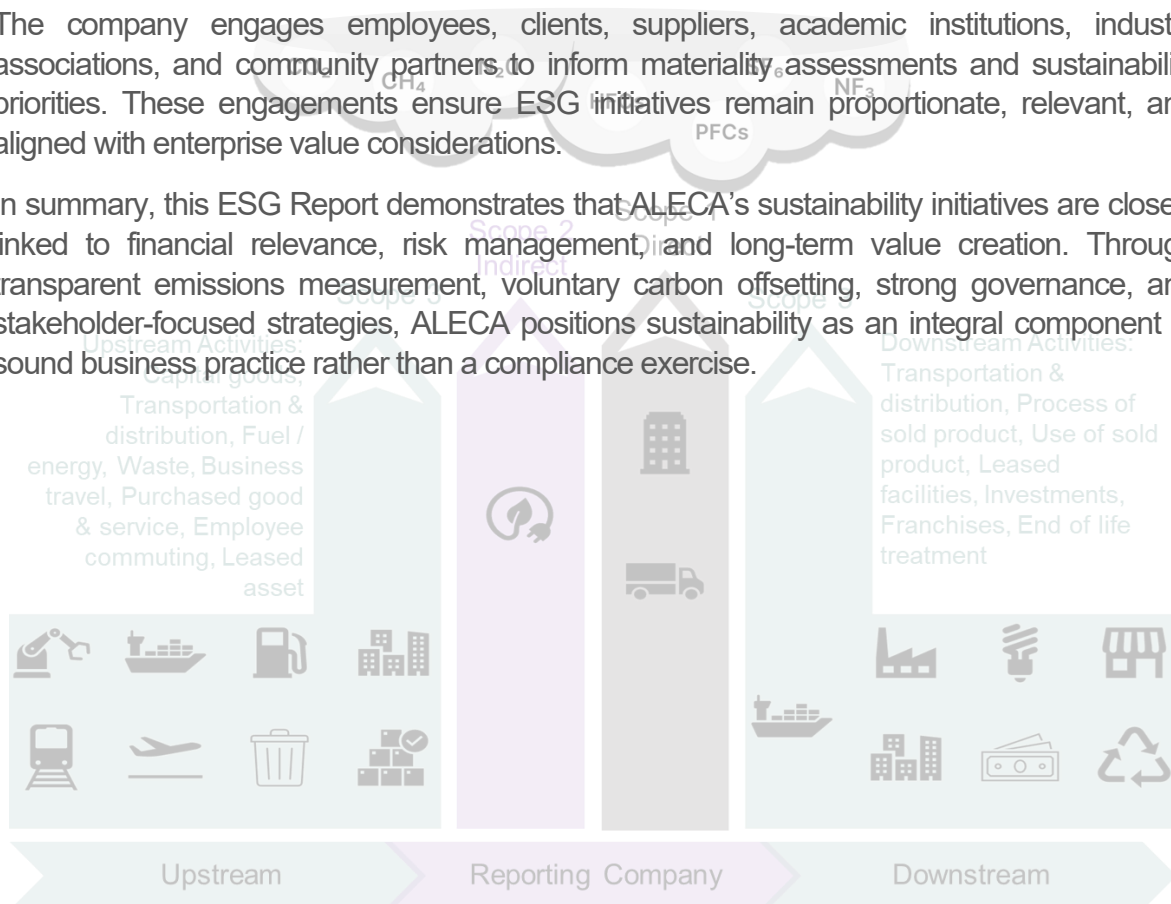 The company engages employees, clients, suppliers, academic institutions, indust
associations, and community partners to inform materiality assessments and sustainabili
priorities. These engagements ensure ESG initiatives remain proportionate, relevant, an
aligned with enterprise value considerations.
CO₂ CH₄ N₂O HFCs PFCs SF₆ NF₃
n summary, this ESG Report demonstrates that ALECA’s sustainability initiatives are close
linked to financial relevance, risk management, and long-term value creation. Throug
transparent emissions measurement, voluntary carbon offsetting, strong governance, an
stakeholder-focused strategies, ALECA positions sustainability as an integral component
sound business practice rather than a compliance exercise.
Scope 2
Indirect
Scope 1
Direct
Scope 3
Upstream Activities:
Capital goods,
Transportation &
distribution, Fuel /
energy, Waste, Business
travel, Purchased good
& service, Employee
commuting, Leased
asset
Scope 3
Downstream Activities:
Transportation &
distribution, Process of
sold product, Use of sold
product, Leased
facilities, Investments,
Franchises, End of life
treatment
Upstream
Reporting Company
Downstream